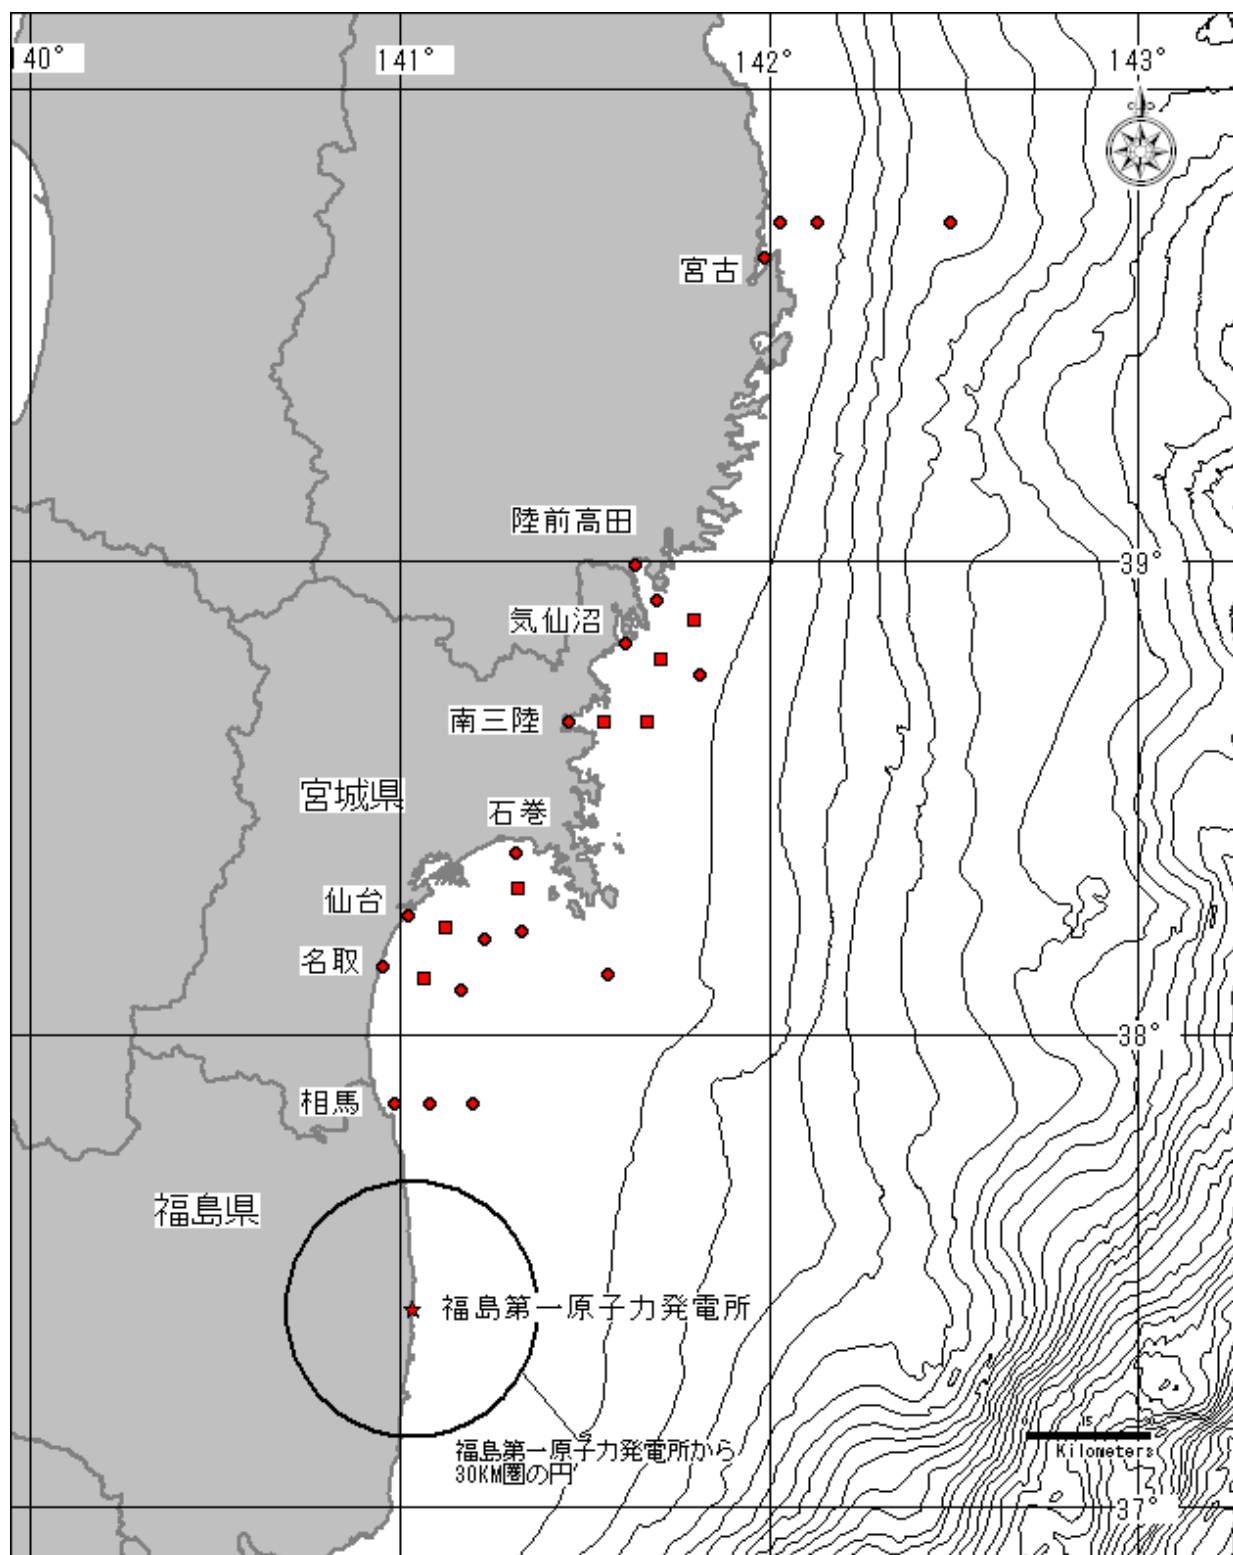 140°
141°
142°
143°
宮古
陸前高田
39°
気仙沼
南三陸
宮城県
石巻
仙台
名取
38°
相馬
福島県
福島第一原子力発電所
15
Kilometers
福島第一原子力発電所から
30KM圏の円
37°